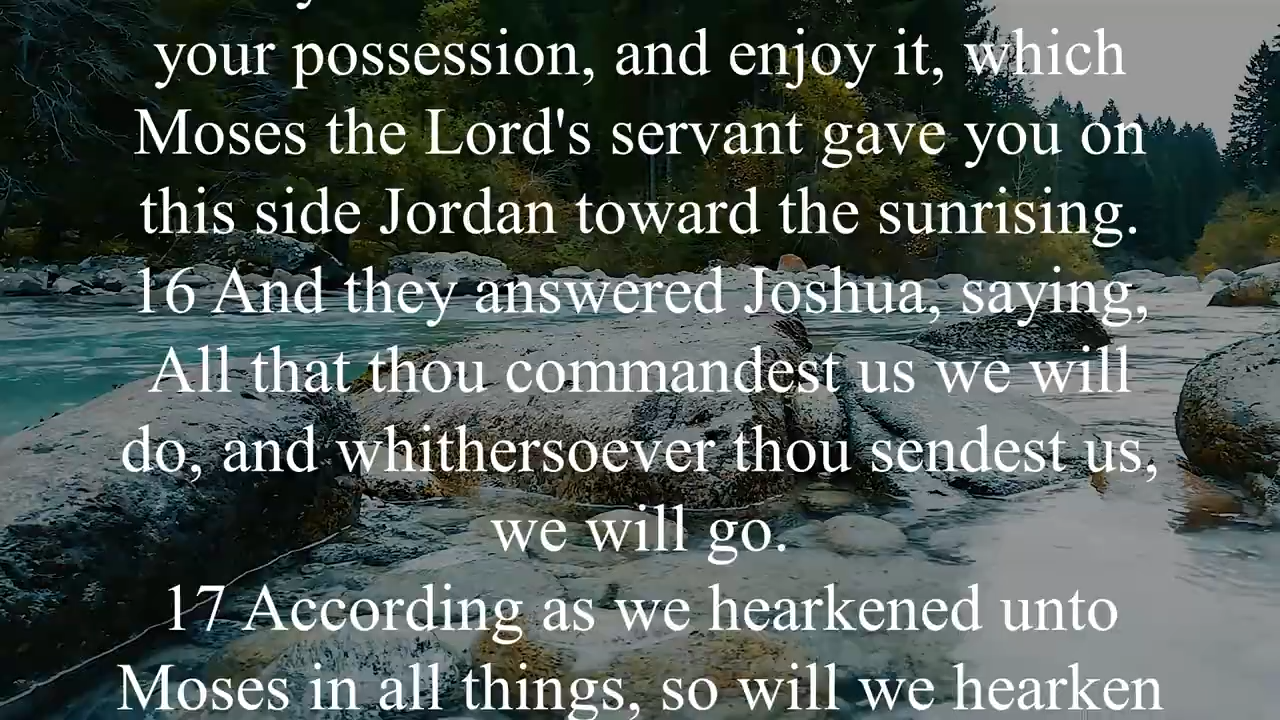 your possession, and enjoy it, which
Moses the Lord's servant gave you on
this side Jordan toward the sunrising.
16 And they answered Joshua, saying,
All that thou commandest us we will
do, and whithersoever thou sendest us,
we will go.
17 According as we hearkened unto
Moses in all things, so will we hearken